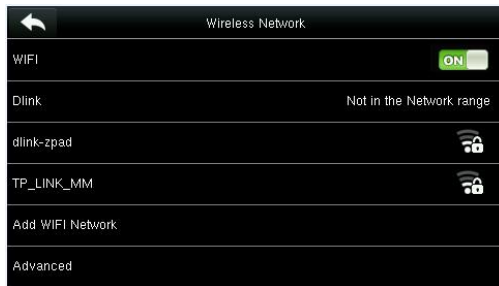 Wireless Network
WIFI ON
Dlink Not in the Network range
dlink-zpad
TP_LINK_MM
Add WIFI Network
Advanced